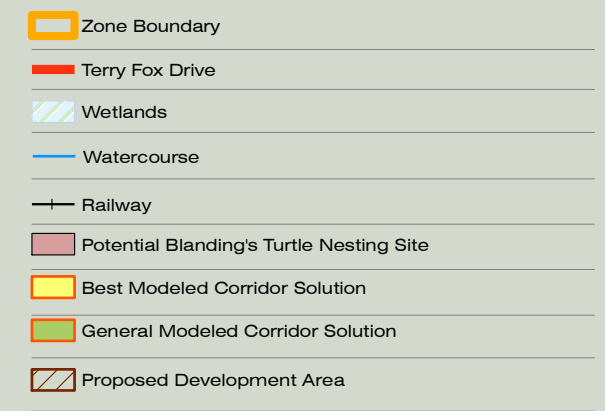 Zone Boundary
Terry Fox Drive
Wetlands
Watercourse
Railway
Potential Blanding's Turtle Nesting Site
Best Modeled Corridor Solution
General Modeled Corridor Solution
Proposed Development Area